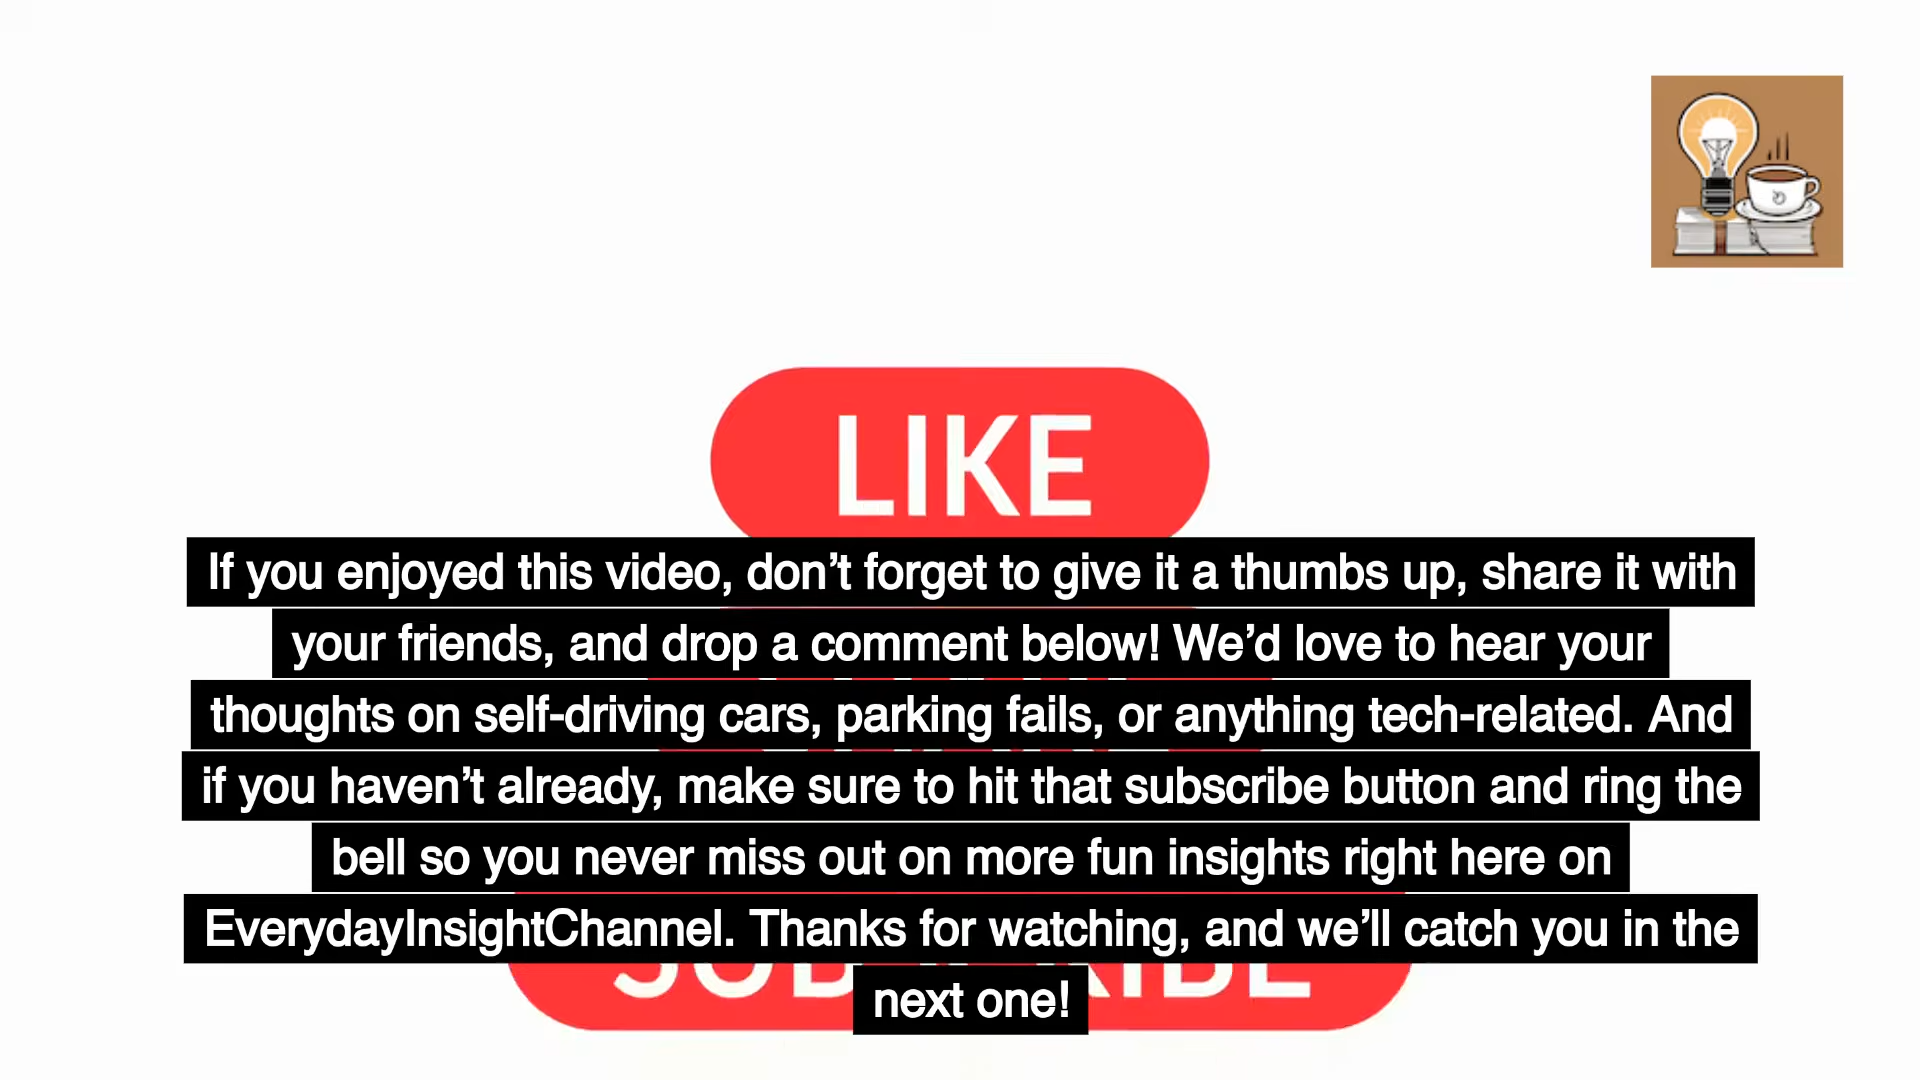 LIKE
If you enjoyed this video, don’t forget to give it a thumbs up, share it with
your friends, and drop a comment below! We’d love to hear your
thoughts on self-driving cars, parking fails, or anything tech-related. And
if you haven’t already, make sure to hit that subscribe button and ring the
bell so you never miss out on more fun insights right here on
EverydayInsightChannel. Thanks for watching, and we’ll catch you in the
next one!